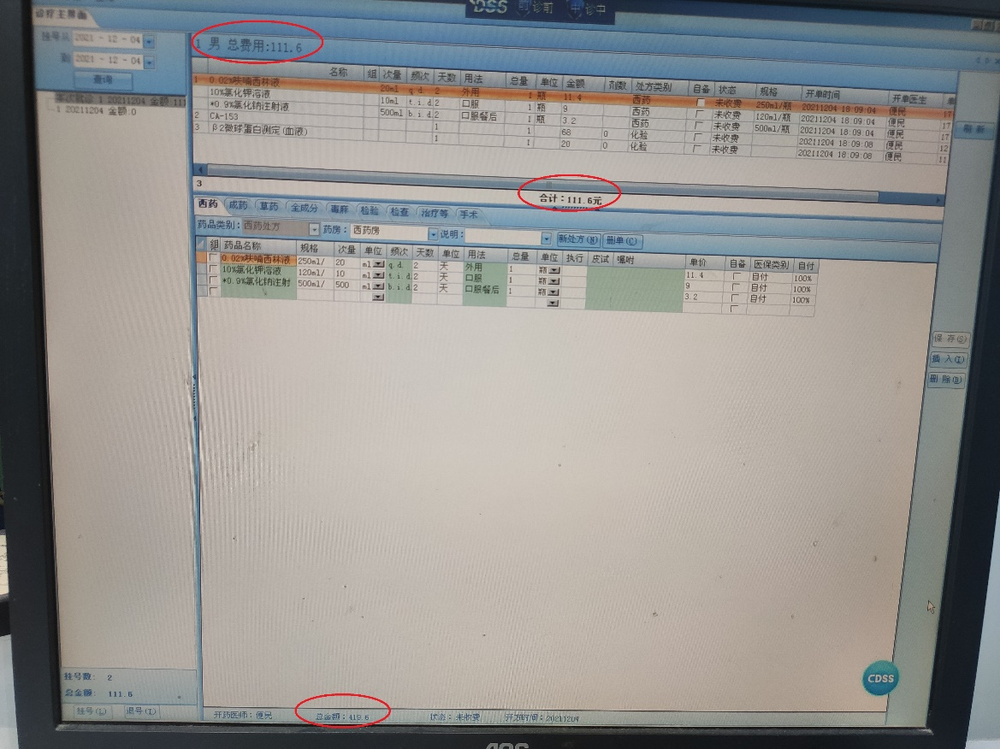 CDSS 前 诊前 中 诊中
诊疗主界面
挂号从 2021 - 12 - 04
到 2021 - 12 - 04
查询
本次就诊 1 20211204 金额:111
1 20211204 金额:0
1 男 总费用:111.6
名称 组 次量 频次 天数 用法 总量 单位 金额 剂数 处方类别 自备 状态 规格 开单时间 开单医生
1 0.02%呋喃西林液 20ml q.d. 2 外用 1 瓶 11.4 西药 未收费 250ml/瓶 20211204 18:09:04 便民 17
10%氯化钾溶液 10ml t.i.d. 2 口服 1 瓶 9 西药 未收费 120ml/瓶 20211204 18:09:04 便民 17
*0.9%氯化钠注射液 500ml b.i.d. 2 口服餐后 1 瓶 3.2 西药 未收费 500ml/瓶 20211204 18:09:04 便民 17
2 CA-153 1 1 68 0 化验 未收费 20211204 18:09:08 便民 12
3 β2微球蛋白测定(血液) 1 1 20 0 化验 未收费 20211204 18:09:08 便民 11
刷新
3 合计:111.6元
西药 成药 草药 全成分 毒麻 检验 检查 治疗等 手术
药品类别: 西药处方 药房: 西药房 说明: 新处方(N) 删单(C)
组 药品名称 规格 次量 单位 频次 天数 单位 用法 总量 单位 执行 皮试 嘱咐 单价 自备 医保类别 自付
0.02%呋喃西林液 250ml/ 20 ml q.d. 2 天 外用 1 瓶 11.4 自付 100%
10%氯化钾溶液 120ml/ 10 ml t.i.d. 2 天 口服 1 瓶 9 自付 100%
*0.9%氯化钠注射 500ml/ 500 ml b.i.d. 2 天 口服餐后 1 瓶 3.2 自付 100%
保 存(S)
插 入(I)
删 除(D)
CDSS
挂号数: 2
总金额: 111.6
挂号(L) 退号(T)
开药医师:便民 总金额:419.6 状态:未收费 开方时间:20211204
AOC